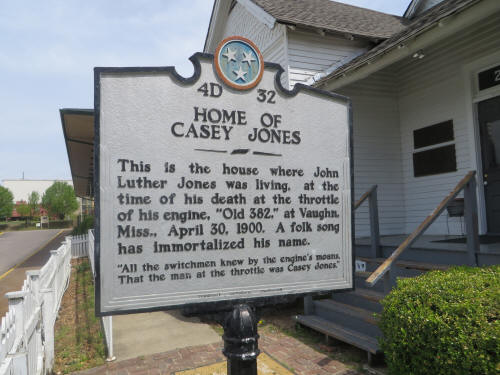 4D 32
HOME OF
CASEY JONES
This is the house where John
Luther Jones was living, at the
time of his death at the throttle
of his engine, "Old 382," at Vaughn,
Miss., April 30, 1900. A folk song
has immortalized his name.
"All the switchmen knew by the engine's moans,
That the man at the throttle was Casey Jones."